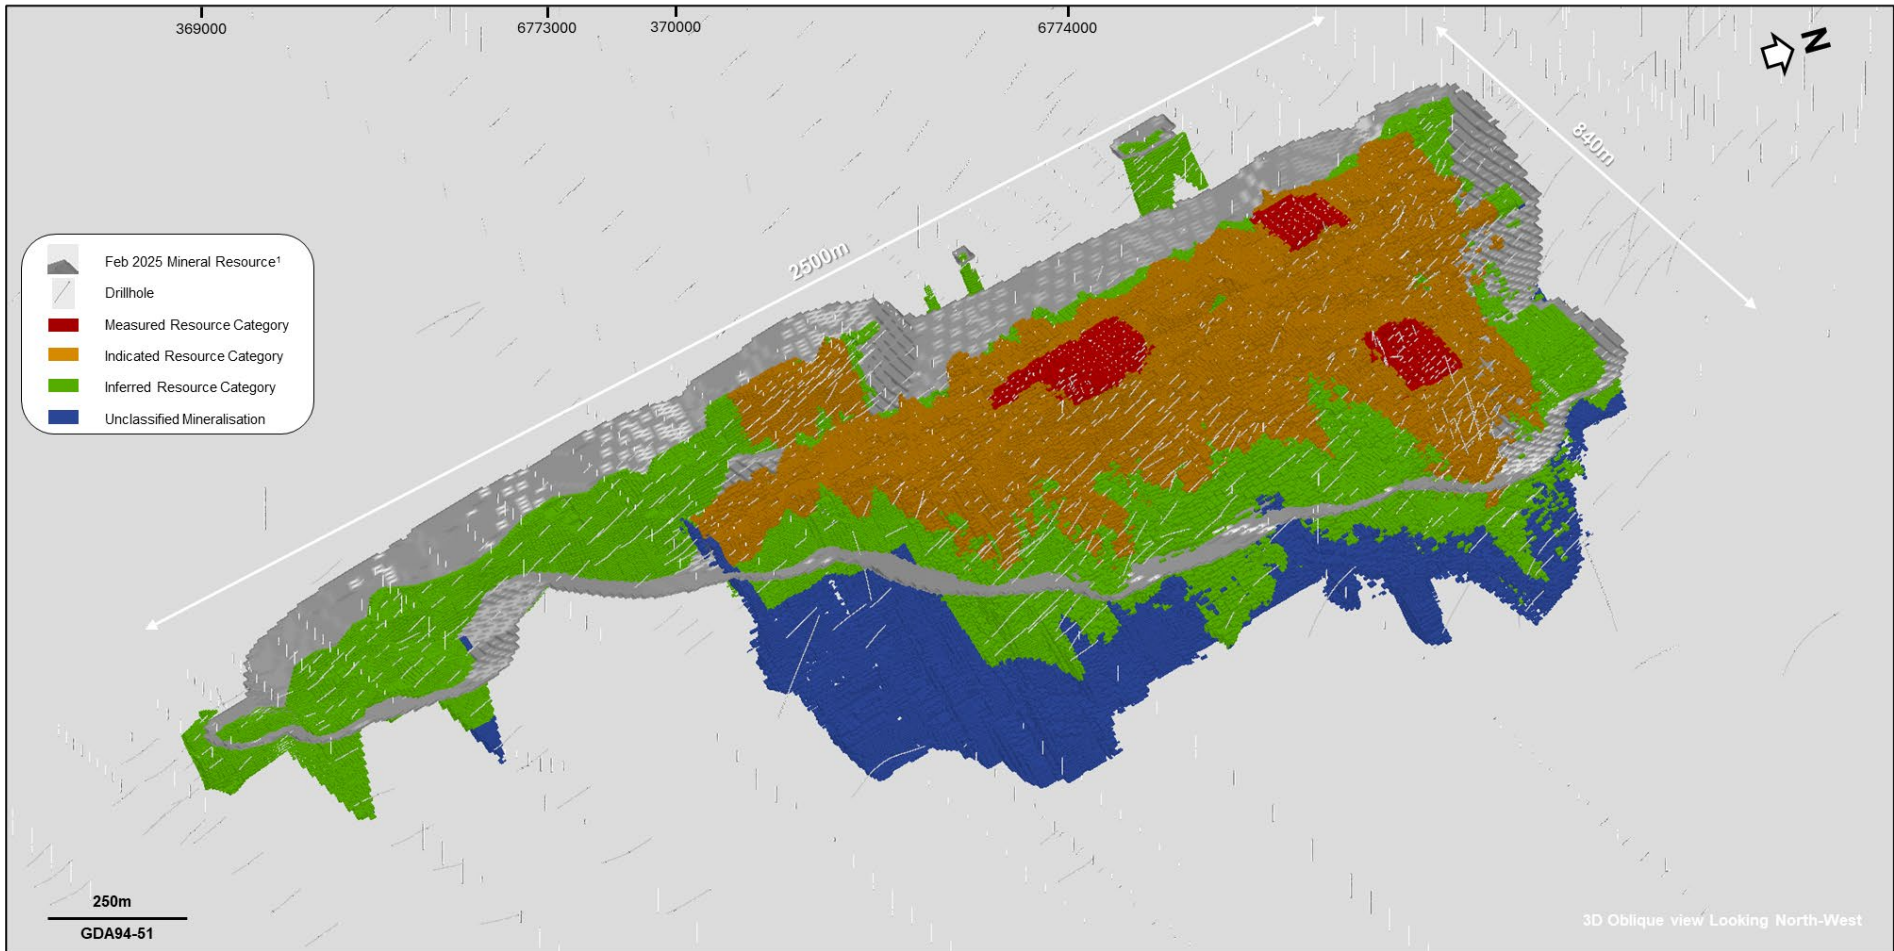 369000
6773000
370000
6774000
N
840m
2500m
Feb 2025 Mineral Resource¹
Drillhole
Measured Resource Category
Indicated Resource Category
Inferred Resource Category
Unclassified Mineralisation
250m
GDA94-51
3D Oblique view Looking North-West